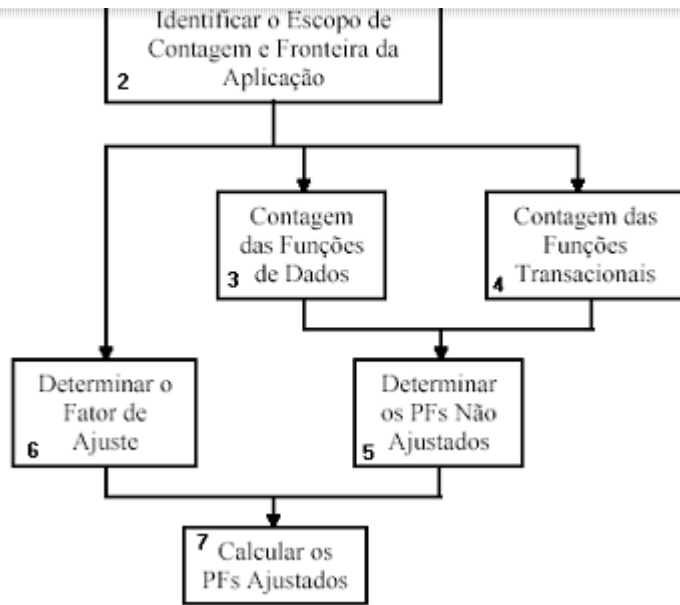 Identificar o Escopo de
Contagem e Fronteira da
Aplicação
2
Contagem
das Funções
de Dados
3
Contagem das
Funções
Transacionais
4
Determinar o
Fator de
Ajuste
6
Determinar
os PFs Não
Ajustados
5
7
Calcular os
PFs Ajustados